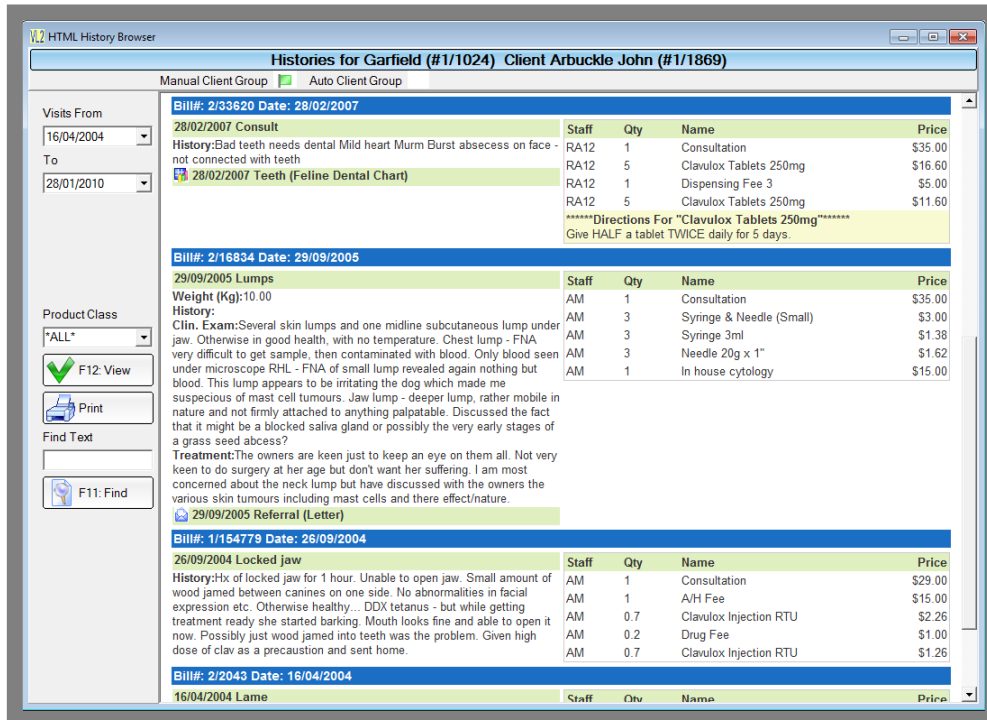 VL2 HTML History Browser
Histories for Garfield (#1/1024)  Client Arbuckle John (#1/1869)
Manual Client Group Auto Client Group
Visits From
16/04/2004
To
28/01/2010
Product Class
*ALL*
F12: View
Print
Find Text
F11: Find
Bill#: 2/33620 Date: 28/02/2007
28/02/2007 Consult
History:Bad teeth needs dental Mild heart Murm Burst absecess on face -
not connected with teeth
28/02/2007 Teeth (Feline Dental Chart)
Staff Qty Name Price
RA12 1 Consultation $35.00
RA12 5 Clavulox Tablets 250mg $16.60
RA12 1 Dispensing Fee 3 $5.00
RA12 5 Clavulox Tablets 250mg $11.60
******Directions For "Clavulox Tablets 250mg"******
Give HALF a tablet TWICE daily for 5 days.
Bill#: 2/16834 Date: 29/09/2005
29/09/2005 Lumps
Weight (Kg):10.00
History:
Clin. Exam:Several skin lumps and one midline subcutaneous lump under
jaw. Otherwise in good health, with no temperature. Chest lump - FNA
very difficult to get sample, then contaminated with blood. Only blood seen
under microscope RHL - FNA of small lump revealed again nothing but
blood. This lump appears to be irritating the dog which made me
suspecious of mast cell tumours. Jaw lump - deeper lump, rather mobile in
nature and not firmly attached to anything palpatable. Discussed the fact
that it might be a blocked saliva gland or possibly the very early stages of
a grass seed abcess?
Treatment:The owners are keen just to keep an eye on them all. Not very
keen to do surgery at her age but don't want her suffering. I am most
concerned about the neck lump but have discussed with the owners the
various skin tumours including mast cells and there effect/nature.
29/09/2005 Referral (Letter)
Staff Qty Name Price
AM 1 Consultation $35.00
AM 3 Syringe & Needle (Small) $3.00
AM 3 Syringe 3ml $1.38
AM 3 Needle 20g x 1" $1.62
AM 1 In house cytology $15.00
Bill#: 1/154779 Date: 26/09/2004
26/09/2004 Locked jaw
History:Hx of locked jaw for 1 hour. Unable to open jaw. Small amount of
wood jamed between canines on one side. No abnormalities in facial
expression etc. Otherwise healthy... DDX tetanus - but while getting
treatment ready she started barking. Mouth looks fine and able to open it
now. Possibly just wood jamed into teeth was the problem. Given high
dose of clav as a precaustion and sent home.
Staff Qty Name Price
AM 1 Consultation $29.00
AM 1 A/H Fee $15.00
AM 0.7 Clavulox Injection RTU $2.26
AM 0.2 Drug Fee $1.00
AM 0.7 Clavulox Injection RTU $1.26
Bill#: 2/2043 Date: 16/04/2004
16/04/2004 Lame
Staff Qty Name Price